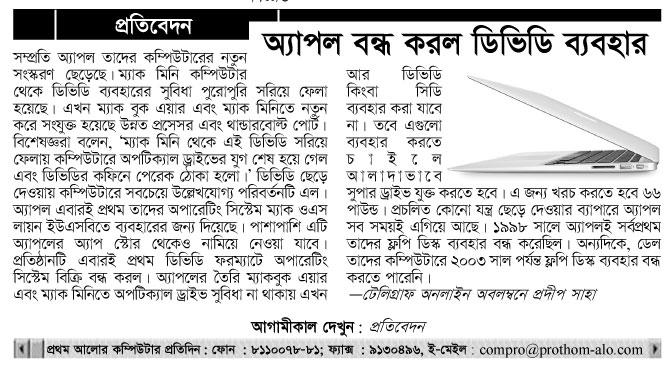 প্রতিবেদন
অ্যাপল বন্ধ করল ডিভিডি ব্যবহার
সম্প্রতি অ্যাপল তাদের কম্পিউটারের নতুন
সংস্করণ ছেড়েছে। ম্যাক মিনি কম্পিউটার
থেকে ডিভিডি ব্যবহারের সুবিধা পুরোপুরি সরিয়ে ফেলা
হয়েছে। এখন ম্যাক বুক এয়ার এবং ম্যাক মিনিতে নতুন
করে সংযুক্ত হয়েছে উন্নত প্রসেসর এবং থান্ডারবোল্ট পোর্ট।
বিশেষজ্ঞরা বলেন, ‘ম্যাক মিনি থেকে এই ডিভিডি সরিয়ে
ফেলায় কম্পিউটারে অপটিক্যাল ড্রাইভের যুগ শেষ হয়ে গেল
এবং ডিভিডির কফিনে পেরেক ঠোকা হলো।’ ডিভিডি ছেড়ে
দেওয়ায় কম্পিউটারে সবচেয়ে উল্লেখযোগ্য পরিবর্তনটি এল।
অ্যাপল এবারই প্রথম তাদের অপারেটিং সিস্টেম ম্যাক ওএস
লায়ন ইউএসবিতে ব্যবহারের জন্য দিয়েছে। পাশাপাশি এটি
অ্যাপলের অ্যাপ স্টোর থেকেও নামিয়ে নেওয়া যাবে।
প্রতিষ্ঠানটি এবারই প্রথম ডিভিডি ফরম্যাটে অপারেটিং
সিস্টেম বিক্রি বন্ধ করল। অ্যাপলের তৈরি ম্যাকবুক এয়ার
এবং ম্যাক মিনিতে অপটিক্যাল ড্রাইভ সুবিধা না থাকায় এখন
আর ডিভিডি
কিংবা সিডি
ব্যবহার করা যাবে
না। তবে এগুলো
ব্যবহার করতে
চাইলে
আলাদাভাবে
সুপার ড্রাইভ যুক্ত করতে হবে। এ জন্য খরচ করতে হবে ৬৬
পাউন্ড। প্রচলিত কোনো যন্ত্র ছেড়ে দেওয়ার ব্যাপারে অ্যাপল
সব সময়ই এগিয়ে আছে। ১৯৯৮ সালে অ্যাপলই সর্বপ্রথম
তাদের ফ্লপি ডিস্ক ব্যবহার বন্ধ করেছিল। অন্যদিকে, ডেল
তাদের কম্পিউটারে ২০০৩ সাল পর্যন্ত ফ্লপি ডিস্ক ব্যবহার বন্ধ
করতে পারেনি।
—টেলিগ্রাফ অনলাইন অবলম্বনে প্রদীপ সাহা
আগামীকাল দেখুন : প্রতিবেদন
প্রথম আলোর কম্পিউটার প্রতিদিন : ফোন : ৮১১০০৭৮-৮১; ফ্যাক্স : ৯১৩০৪৯৬, ই-মেইল : compro@prothom-alo.com